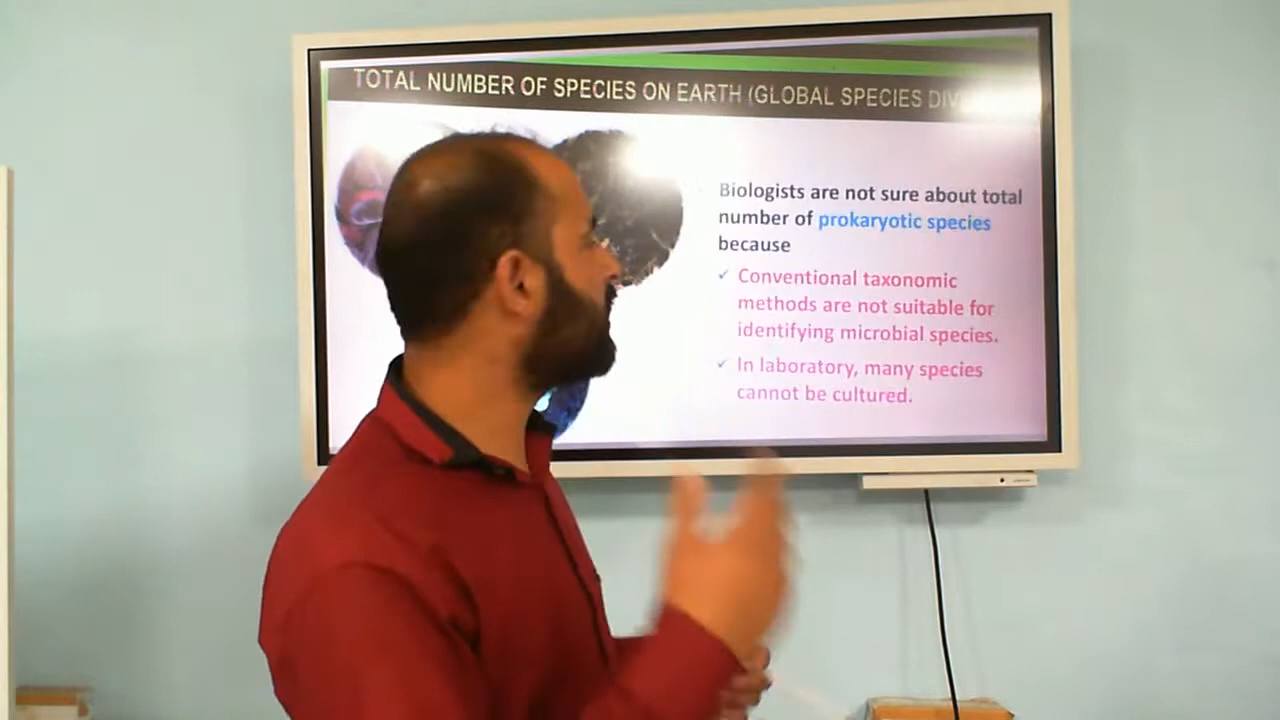 TOTAL NUMBER OF SPECIES ON EARTH (GLOBAL SPECIES
Biologists are not sure about total
number of prokaryotic species
because
✓ Conventional taxonomic
methods are not suitable for
identifying microbial species.
✓ In laboratory, many species
cannot be cultured.